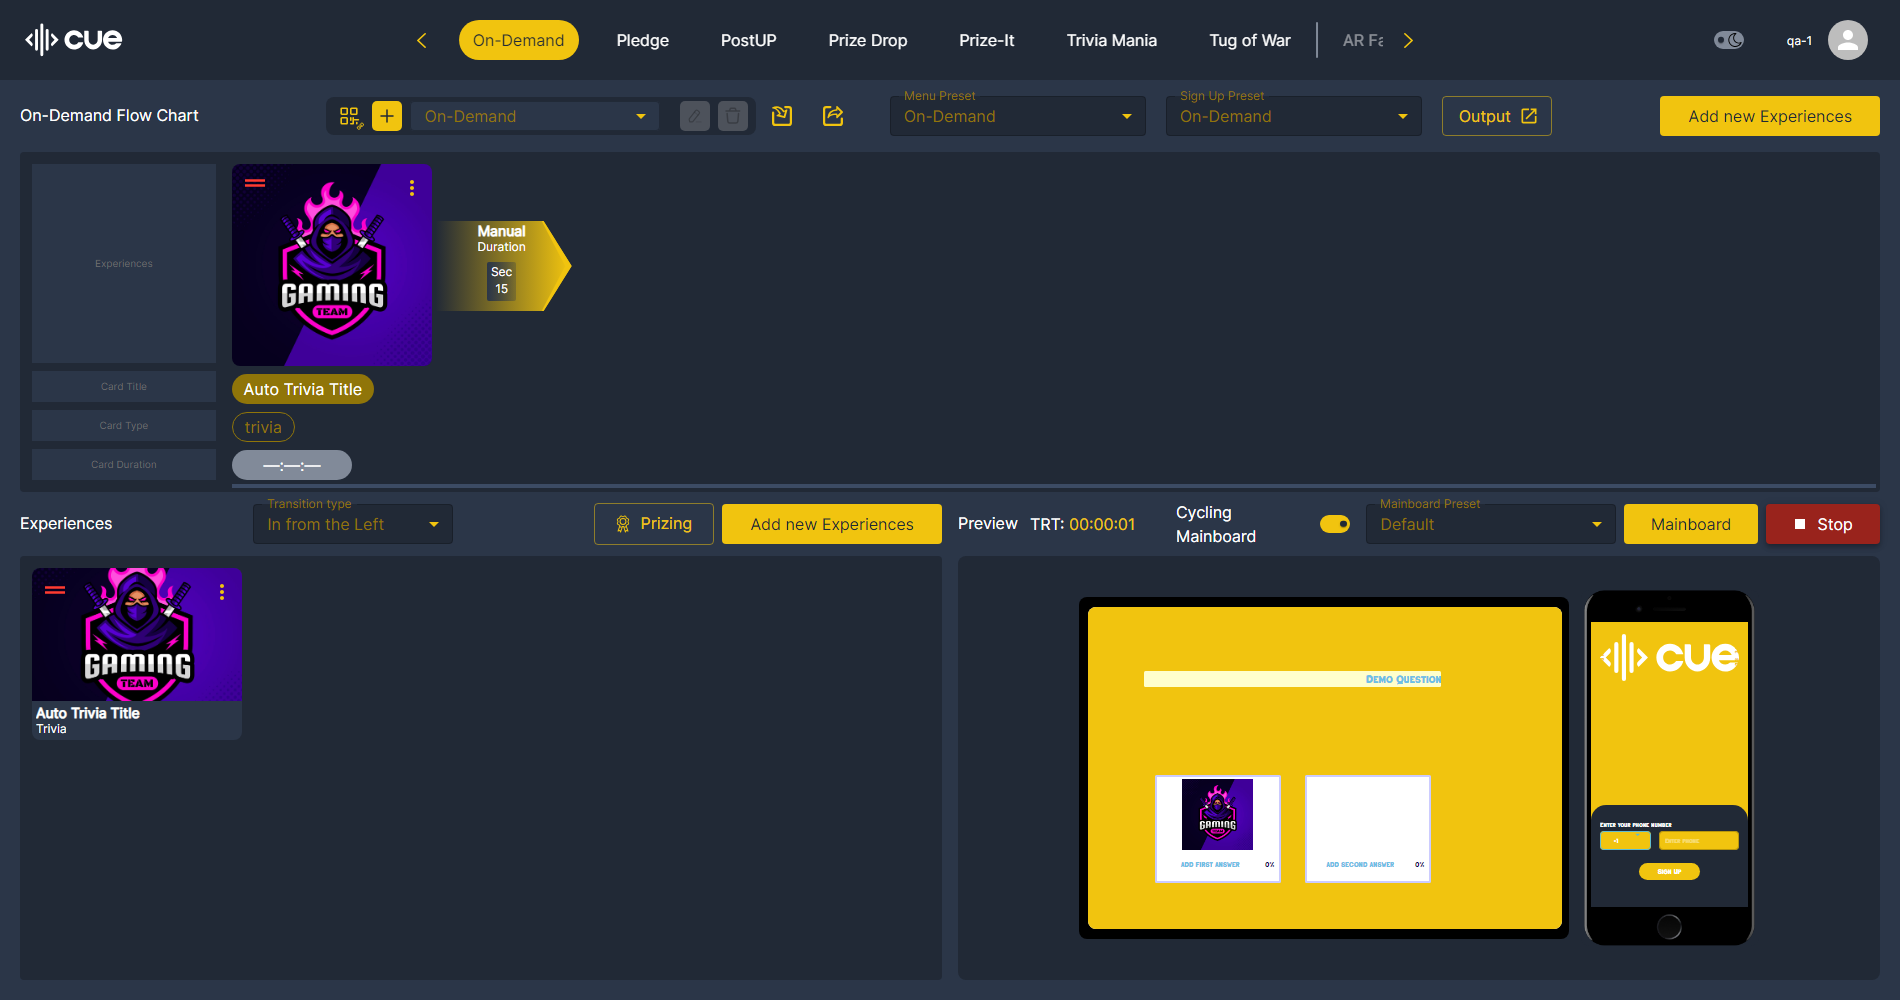 cue
On-Demand
Pledge
PostUP
Prize Drop
Prize-It
Trivia Mania
Tug of War
AR Fa
qa-1
On-Demand Flow Chart
On-Demand
Menu Preset
On-Demand
Sign Up Preset
On-Demand
Output
Add new Experiences
Experiences
GAMING
TEAM
Manual
Duration
Sec
15
Card Title
Auto Trivia Title
Card Type
trivia
Card Duration
—:—:—
Experiences
Transition type
In from the Left
Prizing
Add new Experiences
Preview
TRT: 00:00:01
Cycling
Mainboard
Mainboard Preset
Default
Mainboard
Stop
GAMING
TEAM
Auto Trivia Title
Trivia
Demo Question
GAMING
TEAM
ADD FIRST ANSWER
0%
ADD SECOND ANSWER
0%
cue
Enter your phone number
+1
Enter phone
SIGN UP